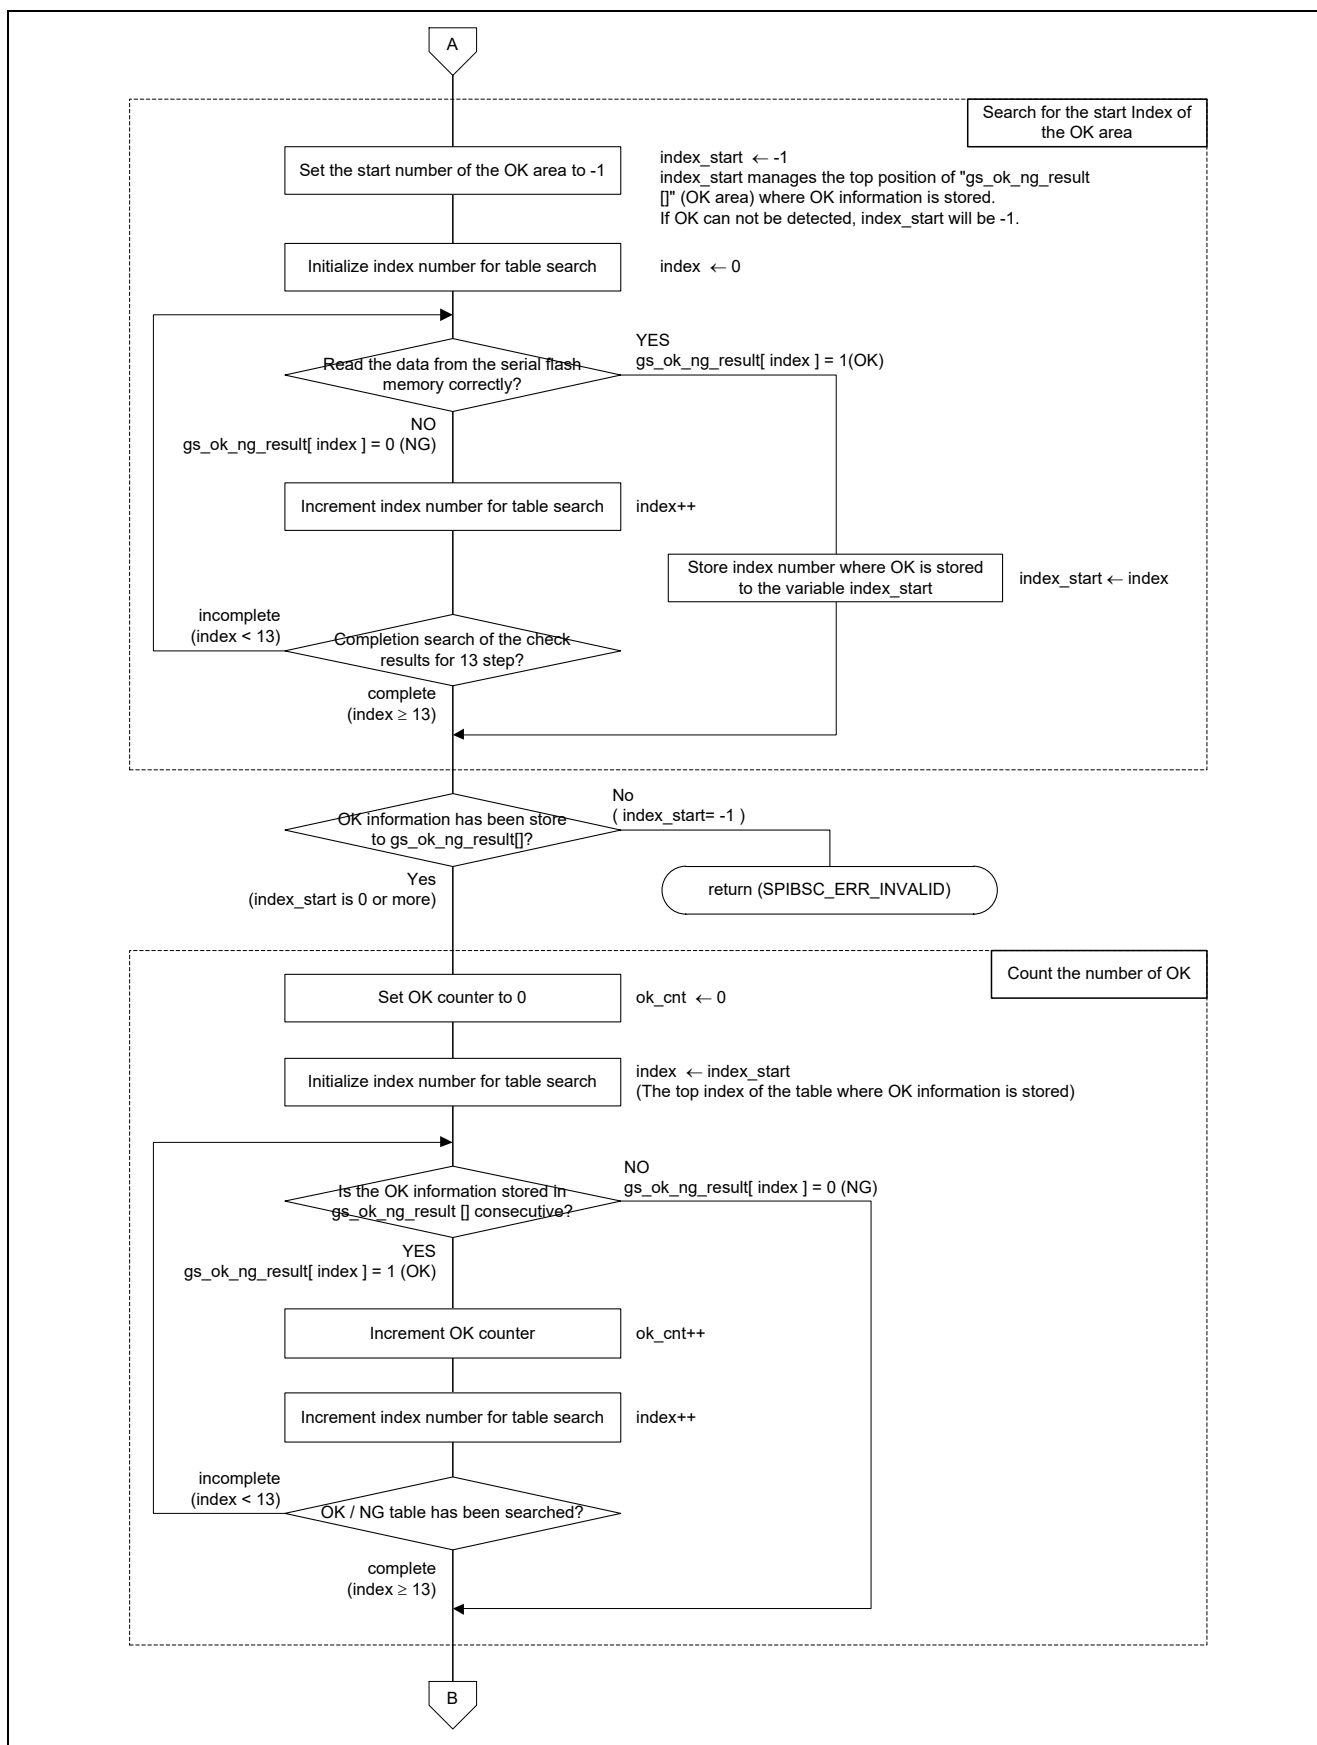 A
Search for the start Index of
the OK area
Set the start number of the OK area to -1
index_start ← -1
index_start manages the top position of "gs_ok_ng_result
[]" (OK area) where OK information is stored.
If OK can not be detected, index_start will be -1.
Initialize index number for table search
index ← 0
Read the data from the serial flash
memory correctly?
YES
gs_ok_ng_result[ index ] = 1(OK)
NO
gs_ok_ng_result[ index ] = 0 (NG)
Increment index number for table search
index++
Store index number where OK is stored
to the variable index_start
index_start ← index
incomplete
(index < 13)
Completion search of the check
results for 13 step?
complete
(index ≥ 13)
OK information has been store
to gs_ok_ng_result[]?
No
( index_start= -1 )
Yes
(index_start is 0 or more)
return (SPIBSC_ERR_INVALID)
Count the number of OK
Set OK counter to 0
ok_cnt ← 0
Initialize index number for table search
index ← index_start
(The top index of the table where OK information is stored)
Is the OK information stored in
gs_ok_ng_result [] consecutive?
NO
gs_ok_ng_result[ index ] = 0 (NG)
YES
gs_ok_ng_result[ index ] = 1 (OK)
Increment OK counter
ok_cnt++
Increment index number for table search
index++
incomplete
(index < 13)
OK / NG table has been searched?
complete
(index ≥ 13)
B